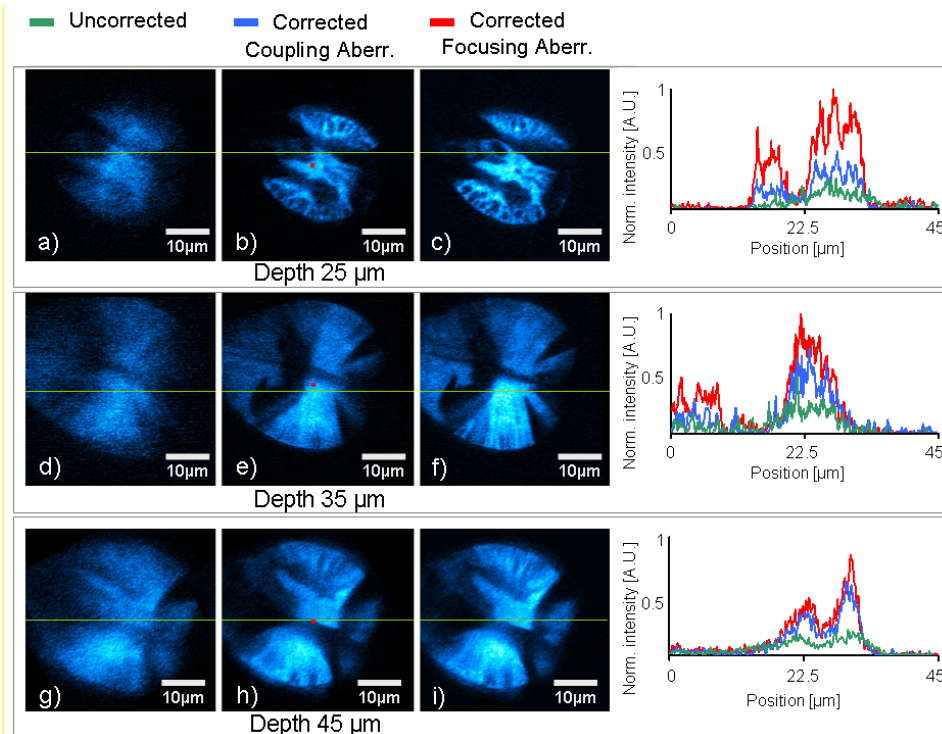 Uncorrected
Corrected
Coupling Aberr.
Corrected
Focusing Aberr.
a)
10µm
b)
10µm
c)
10µm
Depth 25 µm
Norm. intensity [A.U.]
1
0.5
0
22.5
45
Position [µm]
d)
10µm
e)
10µm
f)
10µm
Depth 35 µm
Norm. intensity [A.U.]
1
0.5
0
22.5
45
Position [µm]
g)
10µm
h)
10µm
i)
10µm
Depth 45 µm
Norm. intensity [A.U.]
1
0.5
0
22.5
45
Position [µm]